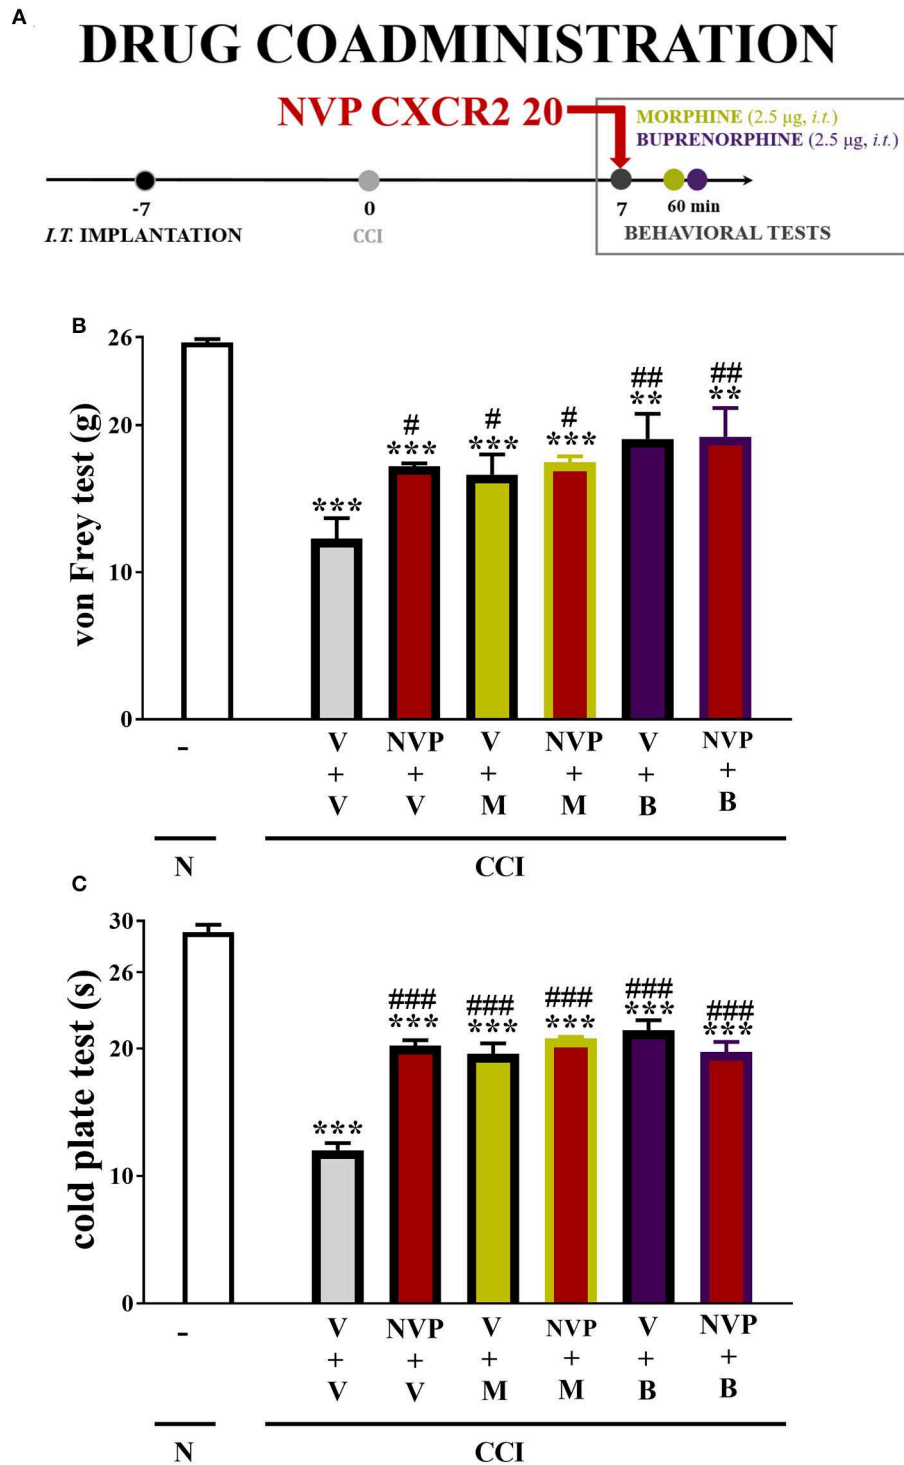 A
DRUG COADMINISTRATION
NVP CXCR2 20
MORPHINE (2.5 µg, i.t.)
BUPRENORPHINE (2.5 µg, i.t.)
-7
0
7
60 min
I.T. IMPLANTATION
CCI
BEHAVIORAL TESTS
B
von Frey test (g)
26
20
10
0
***
#
***
#
***
#
***
##
**
##
**
-
V + V
NVP + V
V + M
NVP + M
V + B
NVP + B
N
CCI
C
cold plate test (s)
30
26
20
10
0
***
###
***
###
***
###
***
###
***
###
***
-
V + V
NVP + V
V + M
NVP + M
V + B
NVP + B
N
CCI